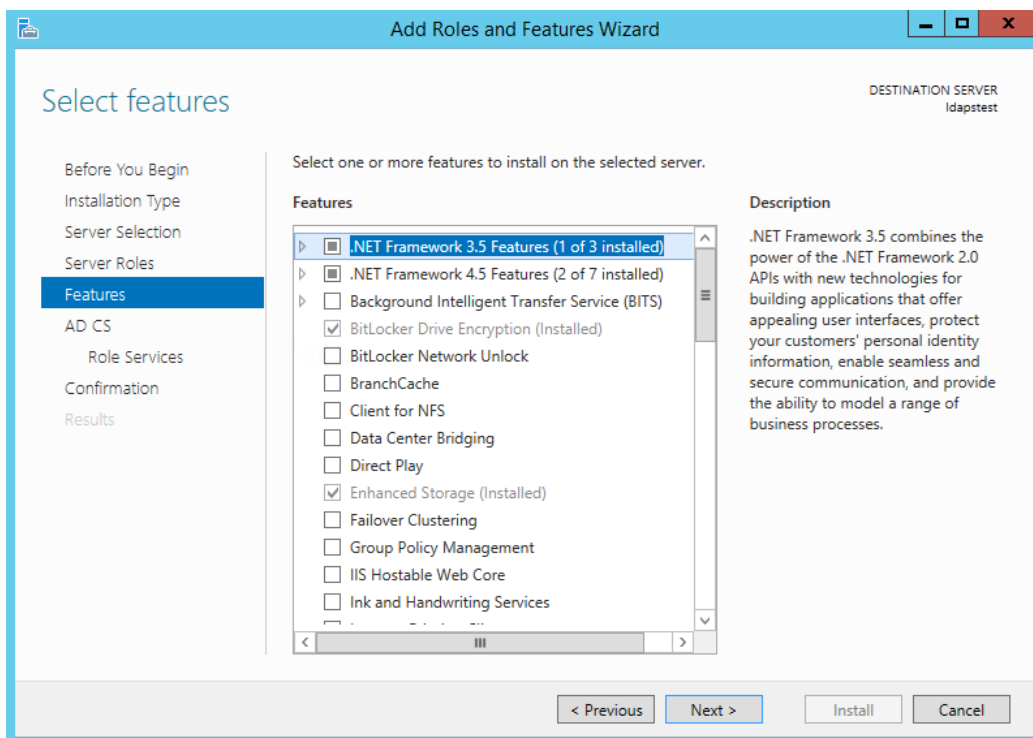 Add Roles and Features Wizard
Select features
DESTINATION SERVER
ldapstest
Before You Begin
Installation Type
Server Selection
Server Roles
Features
AD CS
Role Services
Confirmation
Results
Select one or more features to install on the selected server.
Features
.NET Framework 3.5 Features (1 of 3 installed)
.NET Framework 4.5 Features (2 of 7 installed)
Background Intelligent Transfer Service (BITS)
BitLocker Drive Encryption (Installed)
BitLocker Network Unlock
BranchCache
Client for NFS
Data Center Bridging
Direct Play
Enhanced Storage (Installed)
Failover Clustering
Group Policy Management
IIS Hostable Web Core
Ink and Handwriting Services
Description
.NET Framework 3.5 combines the
power of the .NET Framework 2.0
APIs with new technologies for
building applications that offer
appealing user interfaces, protect
your customers' personal identity
information, enable seamless and
secure communication, and provide
the ability to model a range of
business processes.
< Previous
Next >
Install
Cancel